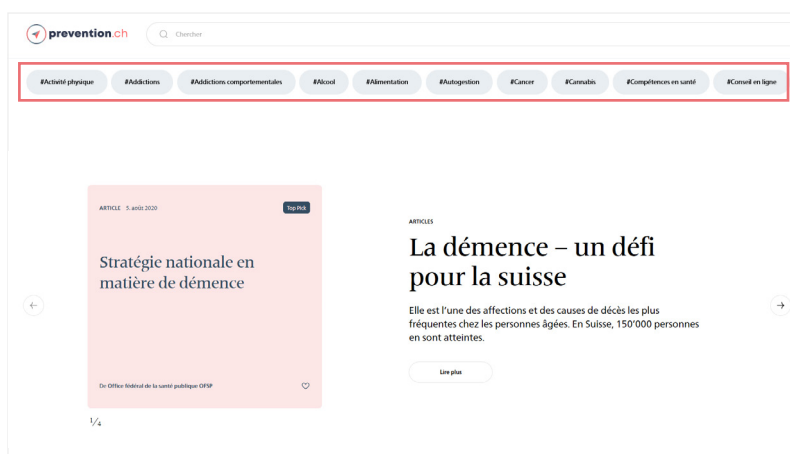 prevention.ch
Chercher
#Activité physique #Addictions #Addictions comportementales #Alcool #Alimentation #Autogestion #Cancer #Cannabis #Compétences en santé #Conseil en ligne
ARTICLE 5. août 2020 Top Pick
Stratégie nationale en
matière de démence
De Office fédéral de la santé publique OFSP
1/4
ARTICLES
La démence – un défi
pour la suisse
Elle est l'une des affections et des causes de décès les plus
fréquentes chez les personnes âgées. En Suisse, 150'000 personnes
en sont atteintes.
Lire plus